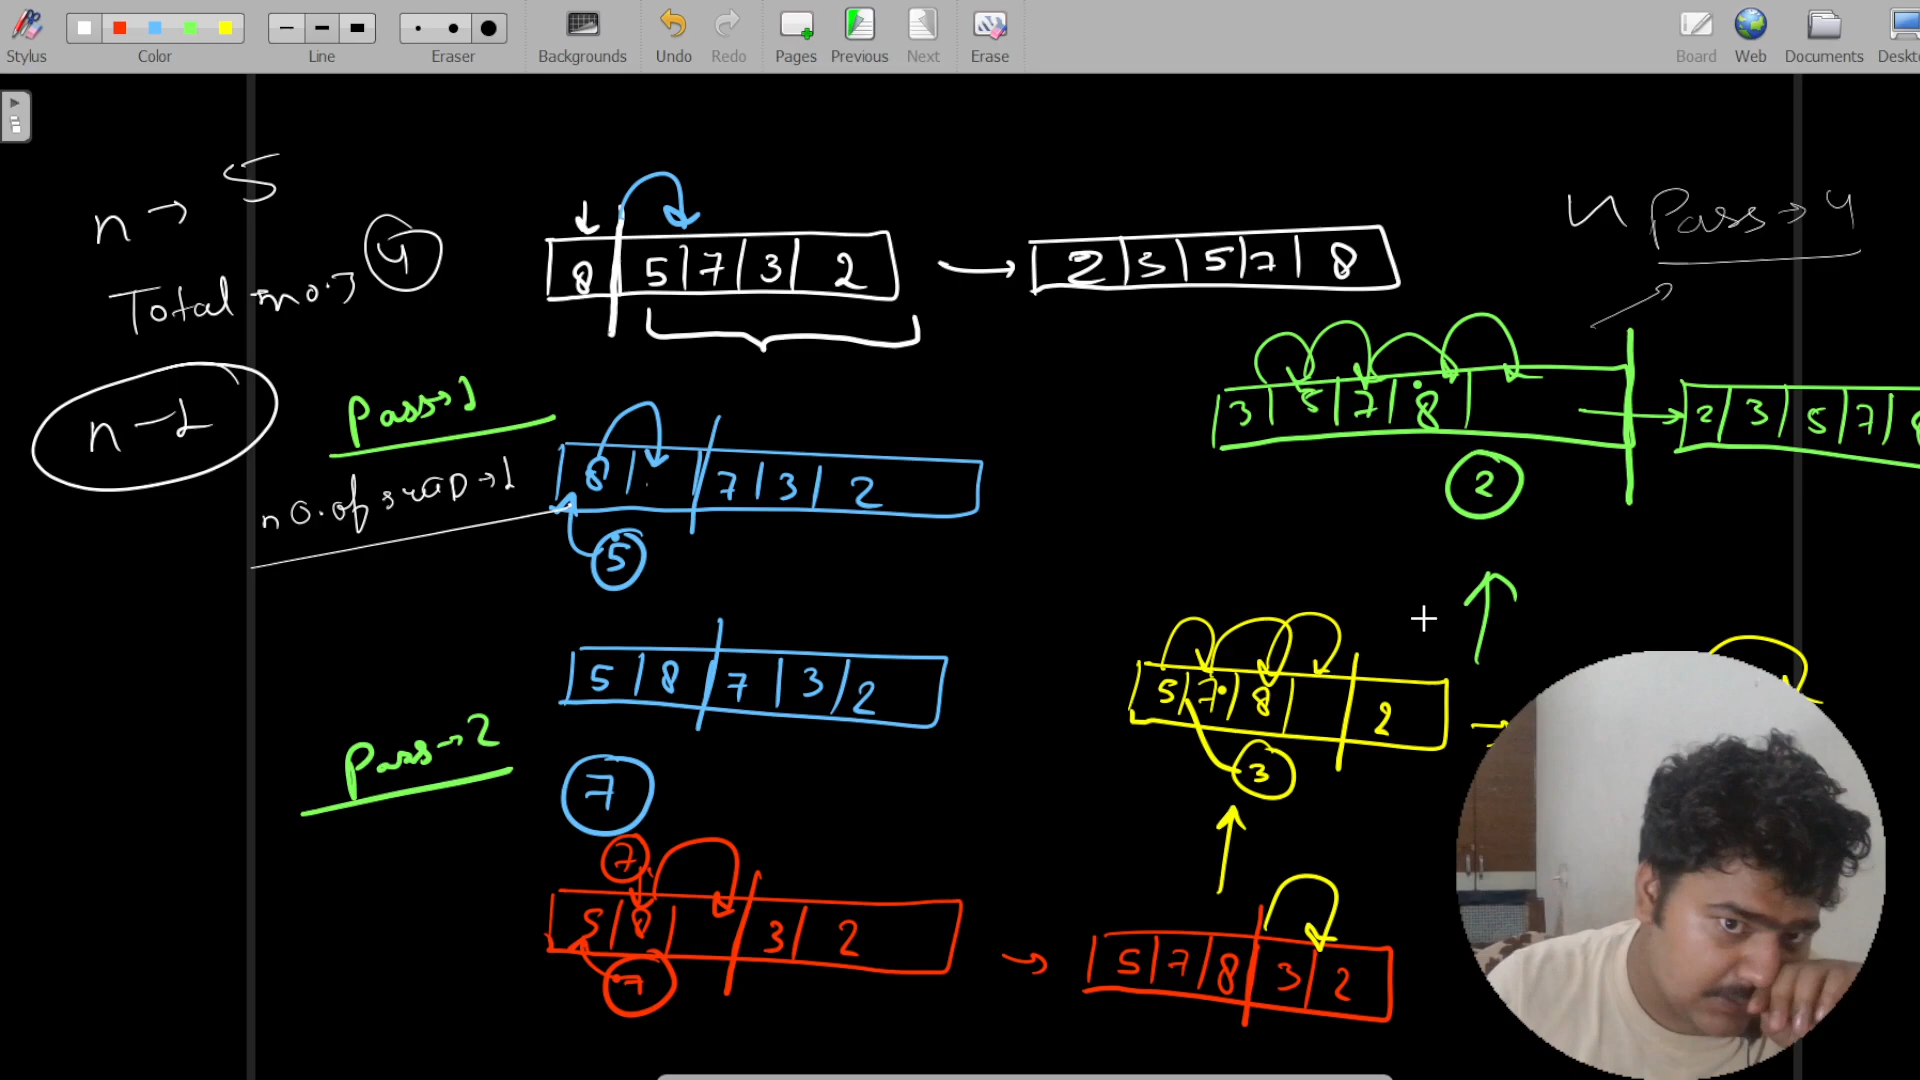 Stylus Color Line Eraser Backgrounds Undo Redo Pages Previous Next Erase Board Web Documents
n → 5
Total no. 4
n-1
8 | 5 | 7 | 3 | 2 → 2 | 3 | 5 | 7 | 8
Pass → 4
Pass → 1
no. of → 1
8 | 7 | 3 | 2
5
3 | 5 | 7 | 8 | → 2 | 3 | 5 | 7 |
2
5 | 8 | 7 | 3 | 2
Pass → 2
7
5 | 7 | 8 | | 2 →
3
7
5 | 8 | | 3 | 2 → 5 | 7 | 8 | 3 | 2
7